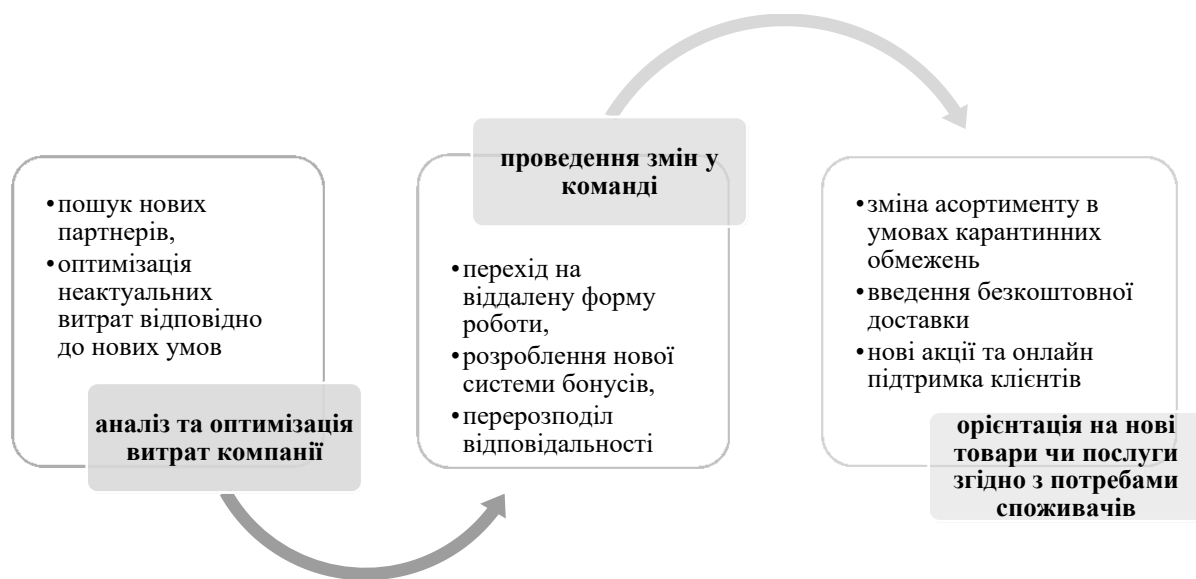 •пошук нових
партнерів,
•оптимізація
неактуальних
витрат відповідно
до нових умов
аналіз та оптимізація
витрат компанії
проведення змін у
команді
•перехід на
віддалену форму
роботи,
•розроблення нової
системи бонусів,
•перерозподіл
відповідальності
•зміна асортименту в
умовах карантинних
обмежень
•введення безкоштовної
доставки
•нові акції та онлайн
підтримка клієнтів
орієнтація на нові
товари чи послуги
згідно з потребами
споживачів